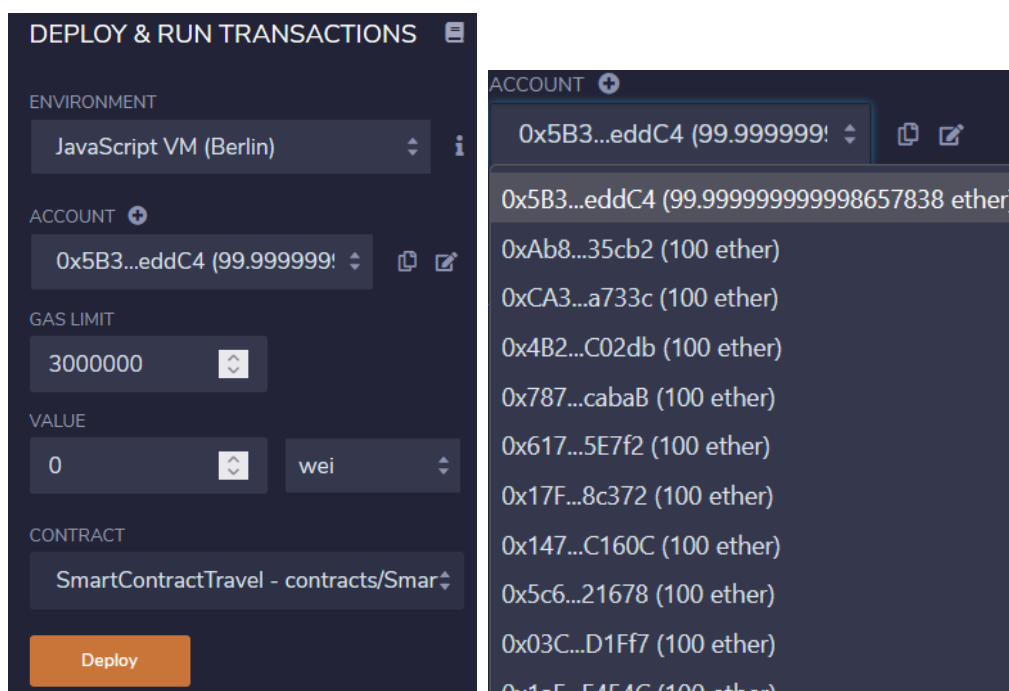 DEPLOY & RUN TRANSACTIONS
ENVIRONMENT
JavaScript VM (Berlin)
ACCOUNT
0x5B3...eddC4 (99.999999!
GAS LIMIT
3000000
VALUE
0
wei
CONTRACT
SmartContractTravel - contracts/Smar
Deploy
ACCOUNT
0x5B3...eddC4 (99.9999999!
0x5B3...eddC4 (99.999999999998657838 ether)
0xAb8...35cb2 (100 ether)
0xCA3...a733c (100 ether)
0x4B2...C02db (100 ether)
0x787...cabaB (100 ether)
0x617...5E7f2 (100 ether)
0x17F...8c372 (100 ether)
0x147...C160C (100 ether)
0x5c6...21678 (100 ether)
0x03C...D1Ff7 (100 ether)